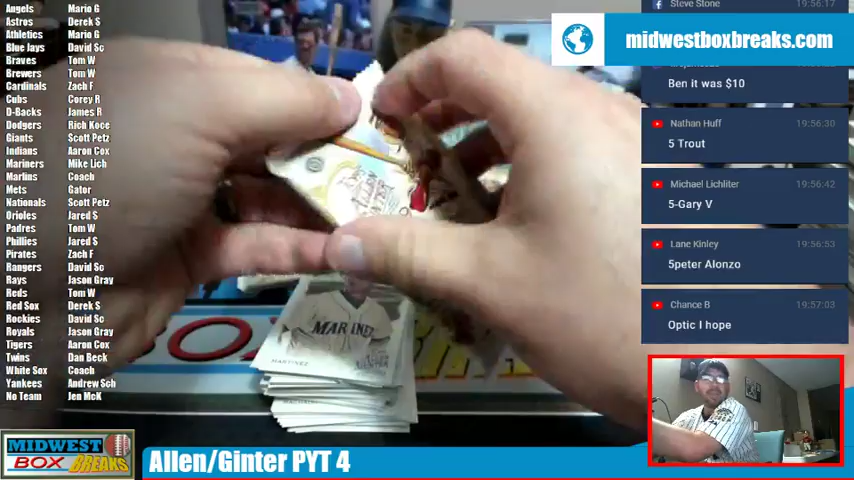 Angels Mario G
Astros Derek S
Athletics Mario G
Blue Jays David Sc
Braves Tom W
Brewers Tom W
Cardinals Zach F
Cubs Corey R
D-Backs James R
Dodgers Rich Koce
Giants Scott Petz
Indians Aaron Cox
Mariners Mike Lich
Marlins Coach
Mets Gator
Nationals Scott Petz
Orioles Jared S
Padres Tom W
Phillies Jared S
Pirates Zach F
Rangers David Sc
Rays Jason Gray
Reds Tom W
Red Sox Derek S
Rockies David Sc
Royals Jason Gray
Tigers Aaron Cox
Twins Dan Beck
White Sox Coach
Yankees Andrew Sch
No Team Jen McK
MARINEX
MARTINEZ
BOX
MIDWEST
BOX BREAKS
Allen/Ginter PYT 4
Steve Stone 19:56:17
midwestboxbreaks.com
Ben it was $10
Nathan Huff 19:56:30
5 Trout
Michael Lichliter 19:56:42
5-Gary V
Lane Kinley 19:56:53
5peter Alonzo
Chance B 19:57:03
Optic I hope